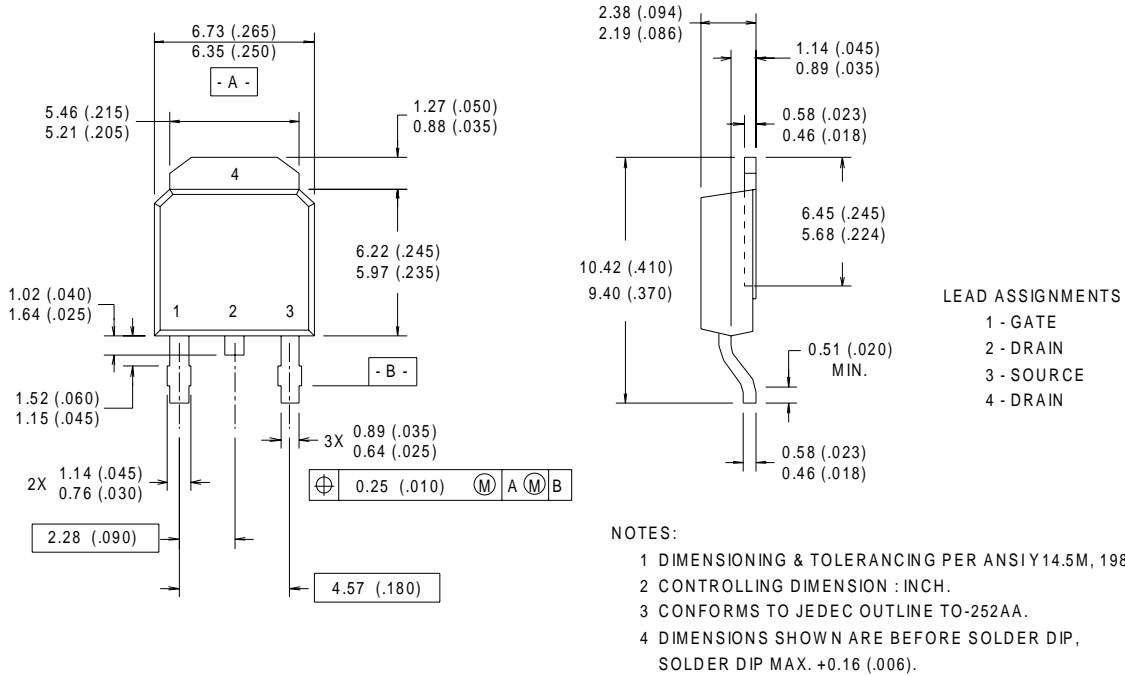 6.73 (.265)
6.35 (.250)
- A -
5.46 (.215)
5.21 (.205)
1.27 (.050)
0.88 (.035)
4
6.22 (.245)
5.97 (.235)
1.02 (.040)
1.64 (.025)
1 2 3
- B -
1.52 (.060)
1.15 (.045)
3X 0.89 (.035)
0.64 (.025)
2X 1.14 (.045)
0.76 (.030)
0.25 (.010) M A M B
2.28 (.090)
4.57 (.180)
2.38 (.094)
2.19 (.086)
1.14 (.045)
0.89 (.035)
0.58 (.023)
0.46 (.018)
6.45 (.245)
5.68 (.224)
10.42 (.410)
9.40 (.370)
0.51 (.020)
MIN.
0.58 (.023)
0.46 (.018)
LEAD ASSIGNMENTS
1 - GATE
2 - DRAIN
3 - SOURCE
4 - DRAIN
NOTES:
1 DIMENSIONING & TOLERANCING PER ANSI Y14.5M, 198
2 CONTROLLING DIMENSION : INCH.
3 CONFORMS TO JEDEC OUTLINE TO-252AA.
4 DIMENSIONS SHOWN ARE BEFORE SOLDER DIP,
SOLDER DIP MAX. +0.16 (.006).